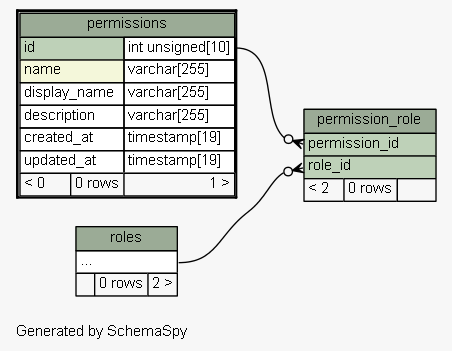 permissions
id int unsigned[10]
name varchar[255]
display_name varchar[255]
description varchar[255]
created_at timestamp[19]
updated_at timestamp[19]
< 0 0 rows 1 >
permission_role
permission_id
role_id
< 2 0 rows
roles
...
0 rows 2 >
Generated by SchemaSpy